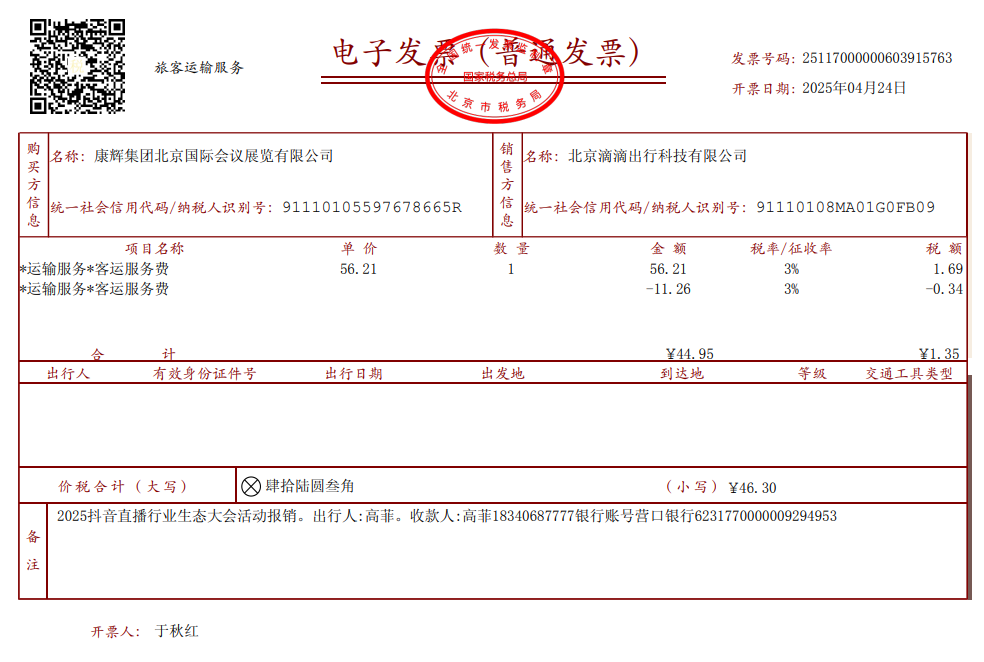 旅客运输服务
电子发票（普通发票）
全国统一发票监制章
国家税务总局
北京市税务局
发票号码：25117000000603915763
开票日期：2025年04月24日
购买方信息
名称：康辉集团北京国际会议展览有限公司
统一社会信用代码/纳税人识别号：91110105597678665R
销售方信息
名称：北京滴滴出行科技有限公司
统一社会信用代码/纳税人识别号：91110108MA01G0FB09
项目名称 单价 数量 金额 税率/征收率 税额
*运输服务*客运服务费 56.21 1 56.21 3% 1.69
*运输服务*客运服务费 -11.26 3% -0.34
合计 ¥44.95 ¥1.35
出行人 有效身份证件号 出行日期 出发地 到达地 等级 交通工具类型
价税合计（大写） ⊗肆拾陆圆叁角 （小写）¥46.30
备注
2025抖音直播行业生态大会活动报销。出行人:高菲。收款人:高菲18340687777银行账号营口银行6231770000009294953
开票人：于秋红